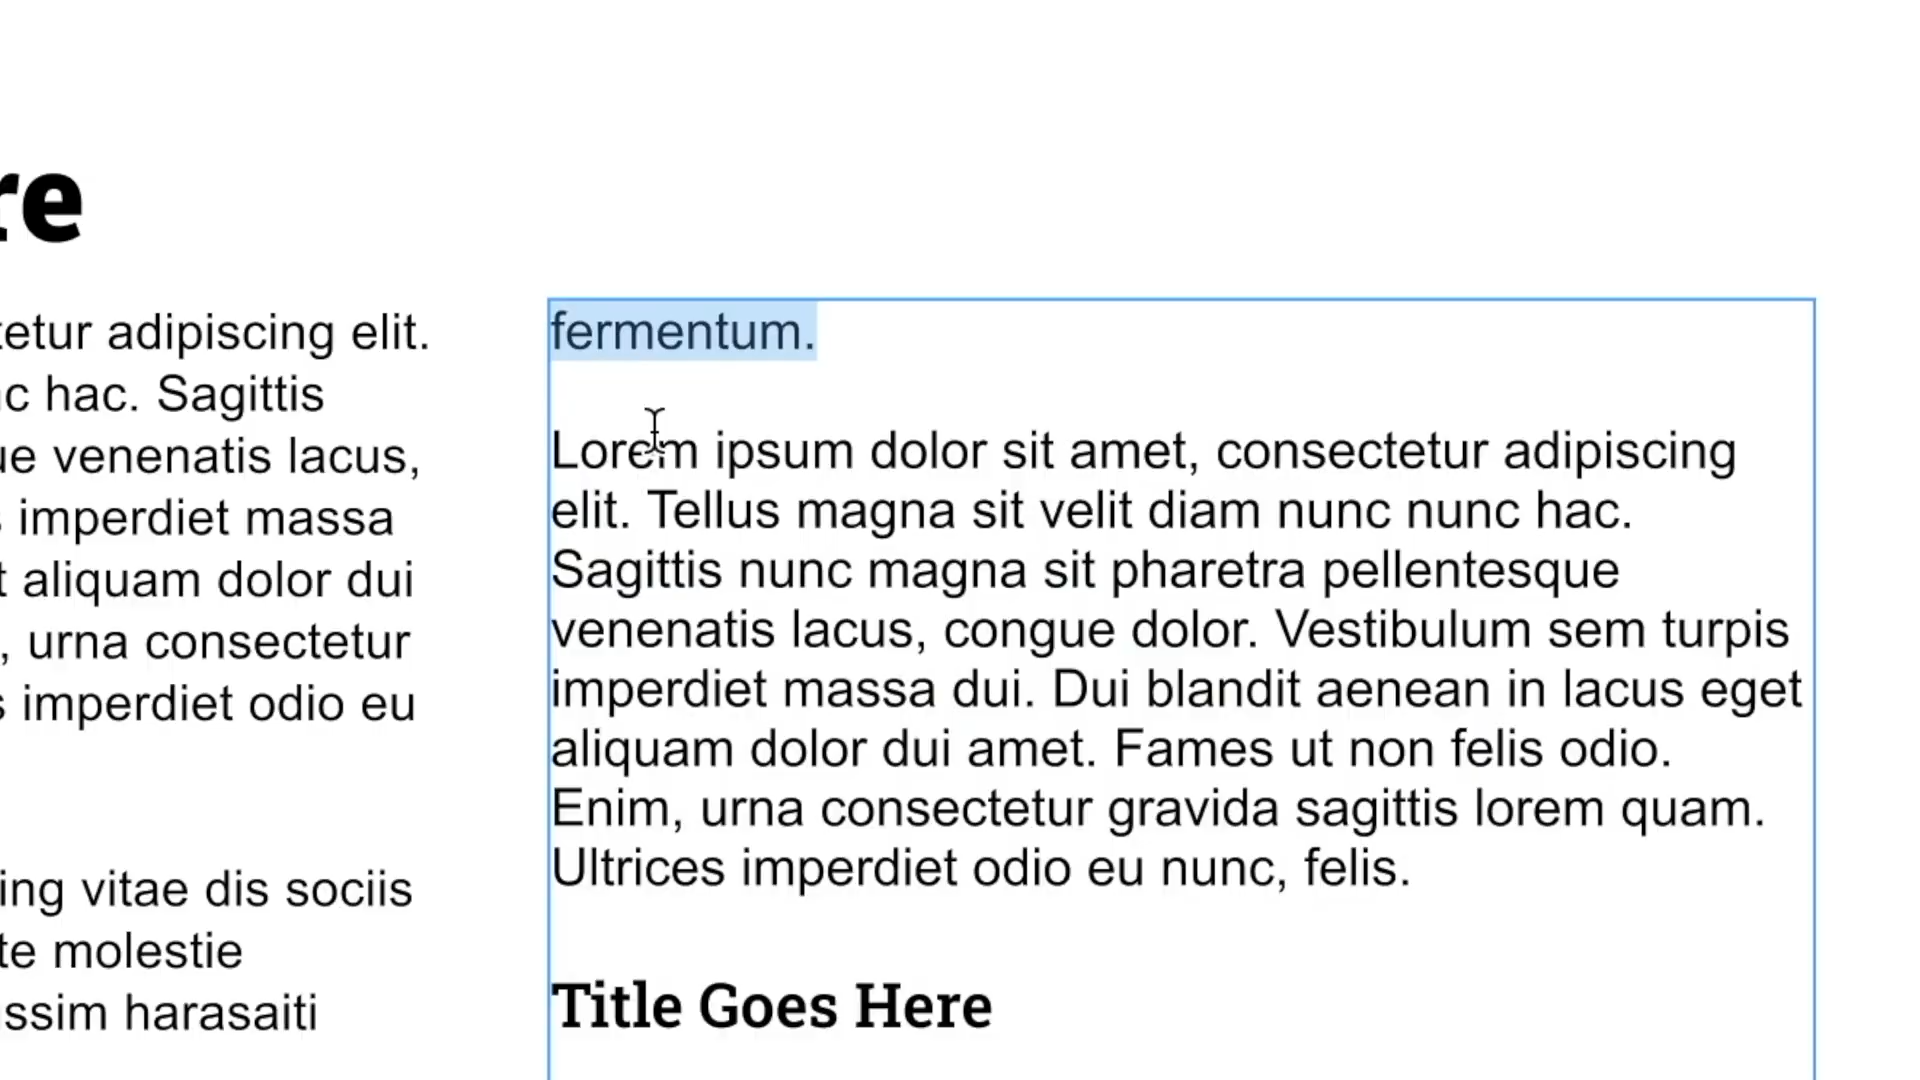 re
etur adipiscing elit.
hac. Sagittis
venenatis lacus,
imperdiet massa
aliquam dolor dui
, urna consectetur
imperdiet odio eu
ing vitae dis sociis
te molestie
ssim harasaiti
fermentum.
Lorem ipsum dolor sit amet, consectetur adipiscing
elit. Tellus magna sit velit diam nunc nunc hac.
Sagittis nunc magna sit pharetra pellentesque
venenatis lacus, congue dolor. Vestibulum sem turpis
imperdiet massa dui. Dui blandit aenean in lacus eget
aliquam dolor dui amet. Fames ut non felis odio.
Enim, urna consectetur gravida sagittis lorem quam.
Ultrices imperdiet odio eu nunc, felis.
Title Goes Here